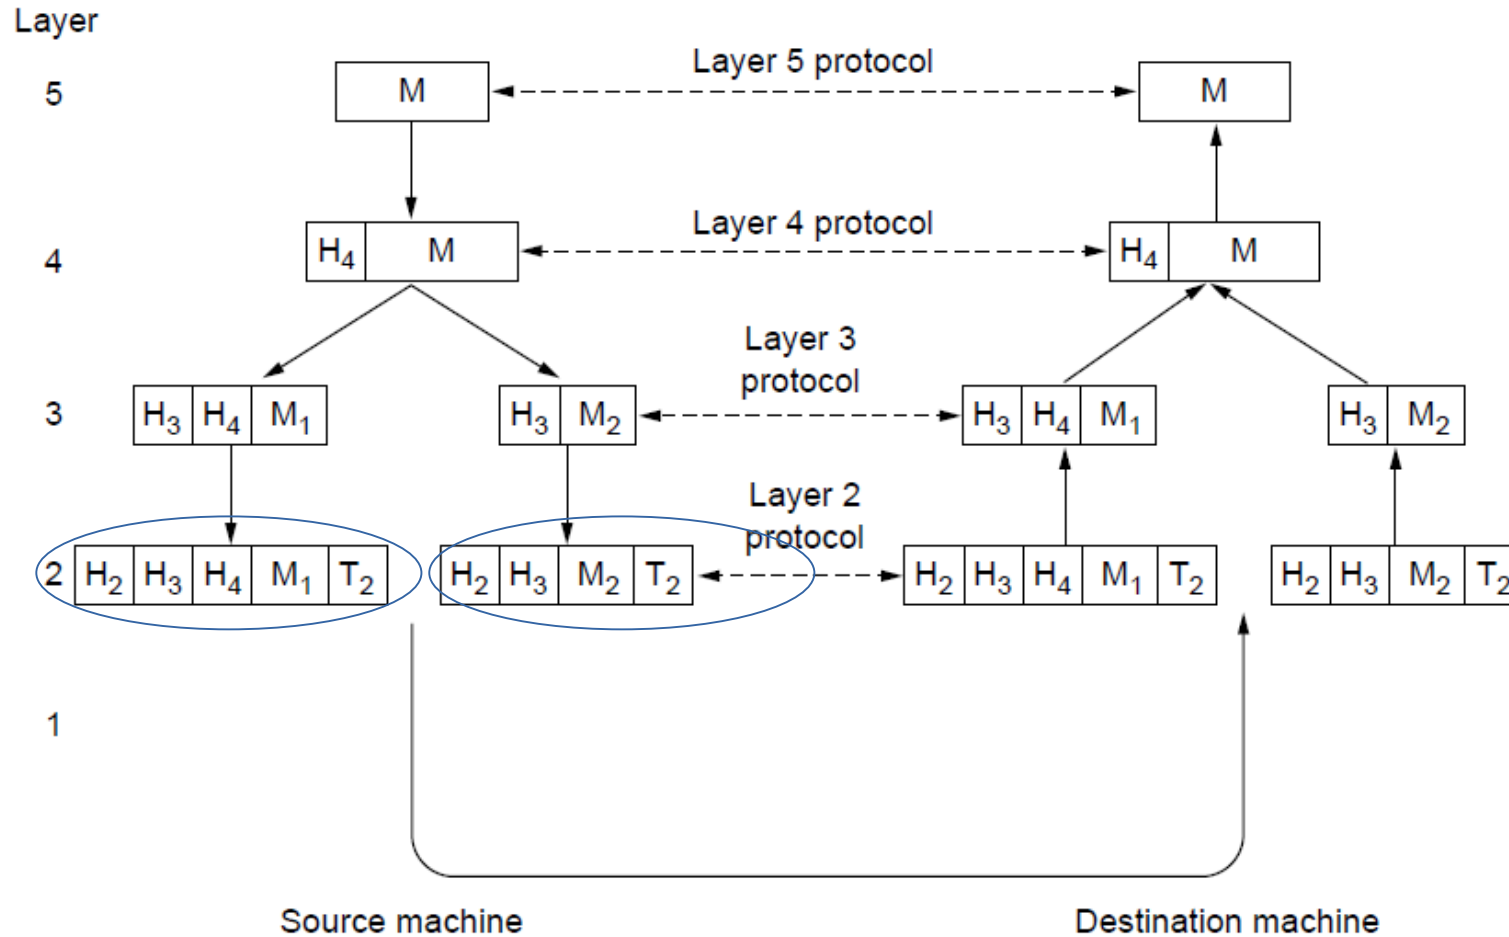 Layer
5 M Layer 5 protocol M
4 H4 M Layer 4 protocol H4 M
Layer 3
protocol
3 H3 H4 M1 H3 M2 H3 H4 M1 H3 M2
Layer 2
protocol
2 H2 H3 H4 M1 T2 H2 H3 M2 T2 H2 H3 H4 M1 T2 H2 H3 M2 T2
1
Source machine Destination machine